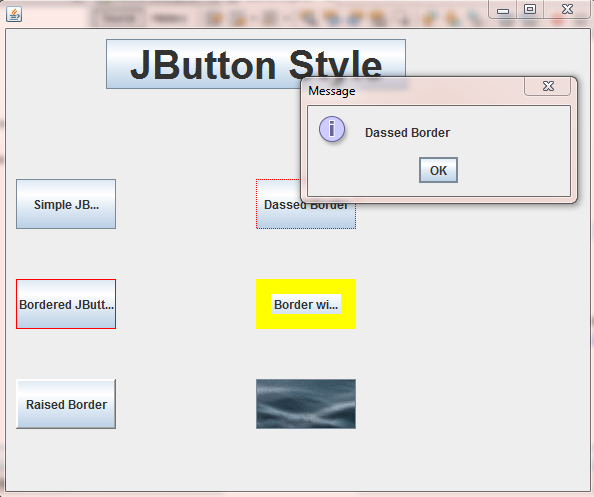 JButton Style
Message
Dassed Border
OK
Simple JB...
Dassed Border
Bordered JButt...
Border wi...
Raised Border